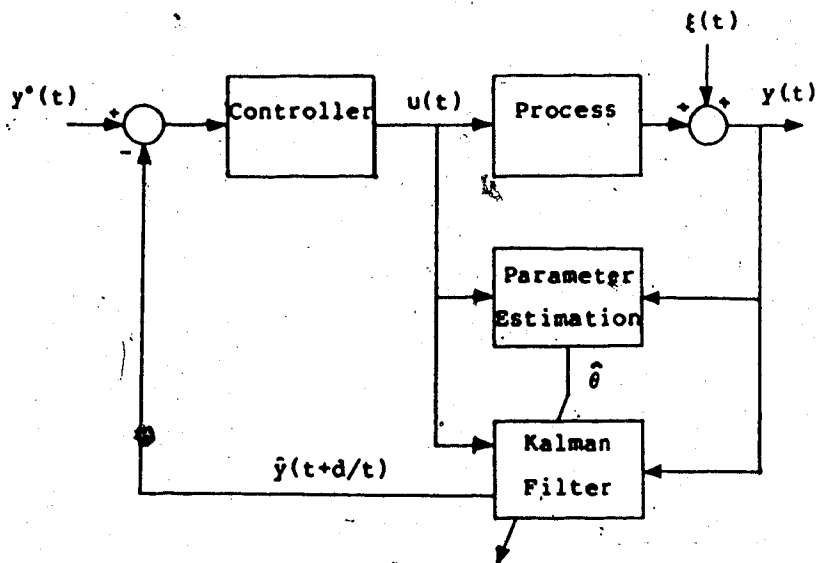 ξ(t)
y°(t)
+
-
Controller
u(t)
Process
+
+
y(t)
Parameter
Estimation
θ̂
Kalman
Filter
ŷ(t+d/t)